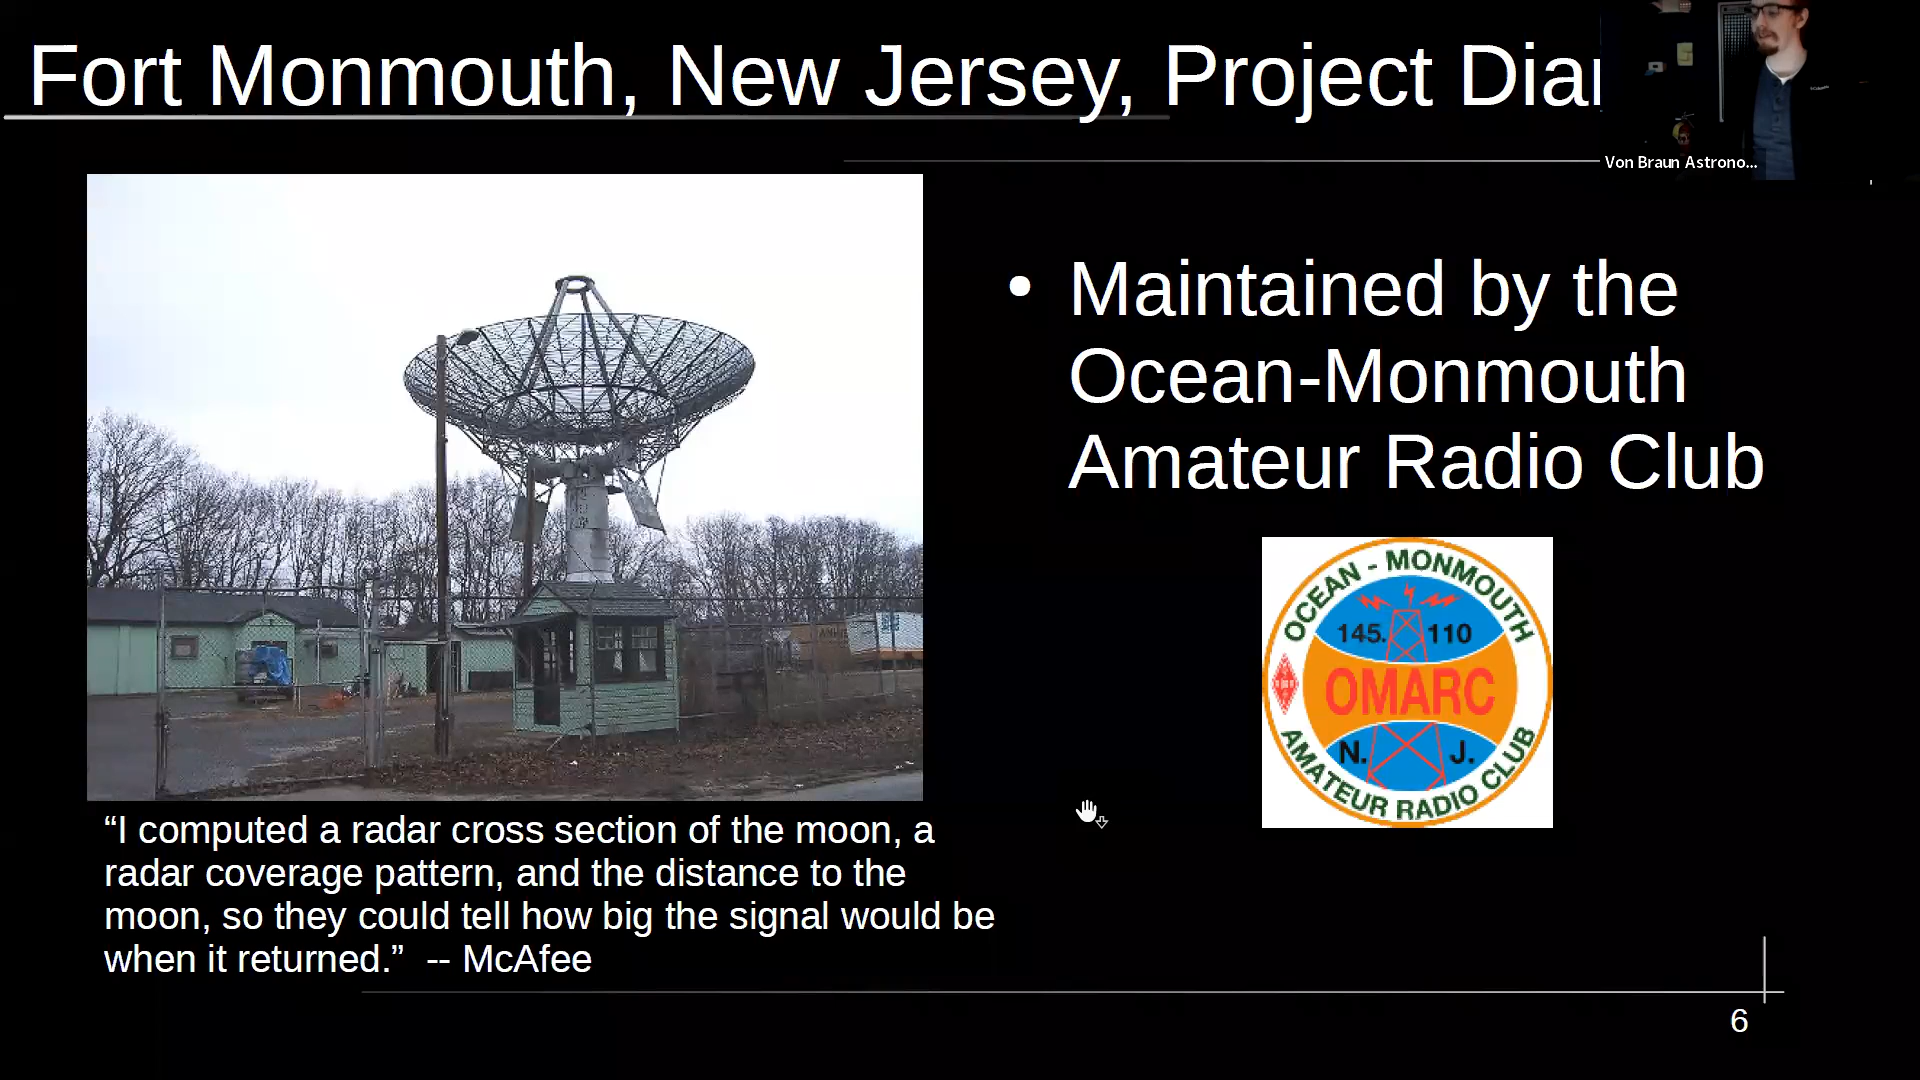 Fort Monmouth, New Jersey, Project Dia
Von Braun Astrono...
• Maintained by the
Ocean-Monmouth
Amateur Radio Club
OCEAN - MONMOUTH
145. 110
OMARC
N. J.
AMATEUR RADIO CLUB
“I computed a radar cross section of the moon, a
radar coverage pattern, and the distance to the
moon, so they could tell how big the signal would be
when it returned.”  -- McAfee
6